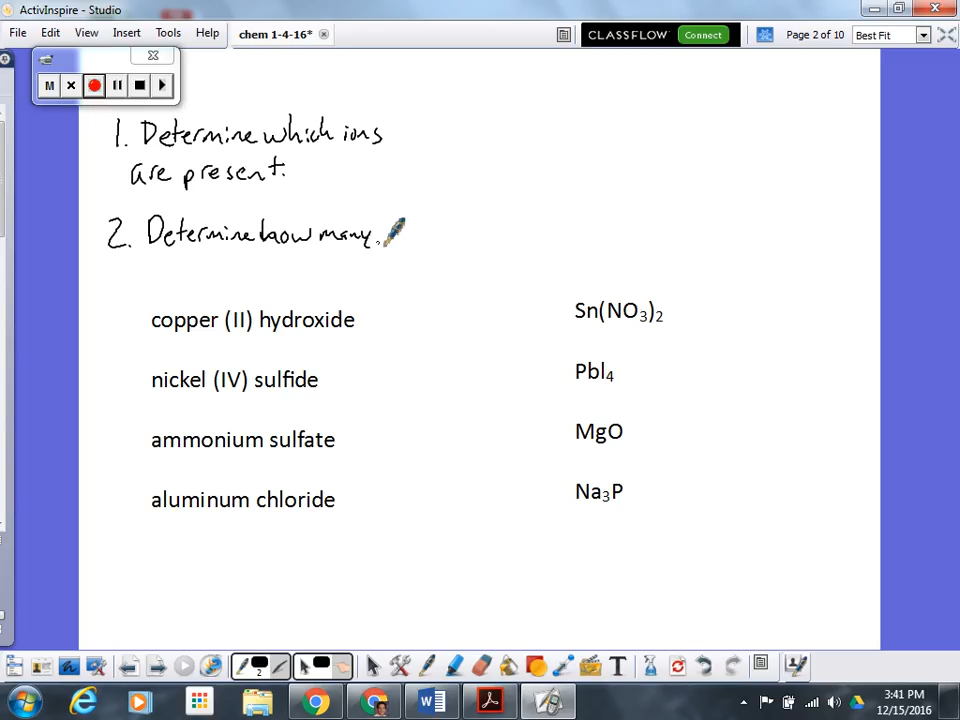 ActivInspire - Studio
File Edit View Insert Tools Help
chem 1-4-16*
CLASSFLOW Connect
Page 2 of 10
Best Fit
M
1. Determine which ions
are present.
2. Determine how many.
copper (II) hydroxide
Sn(NO₃)₂
nickel (IV) sulfide
PbI₄
ammonium sulfate
MgO
aluminum chloride
Na₃P
2
T
W
3:41 PM
12/15/2016